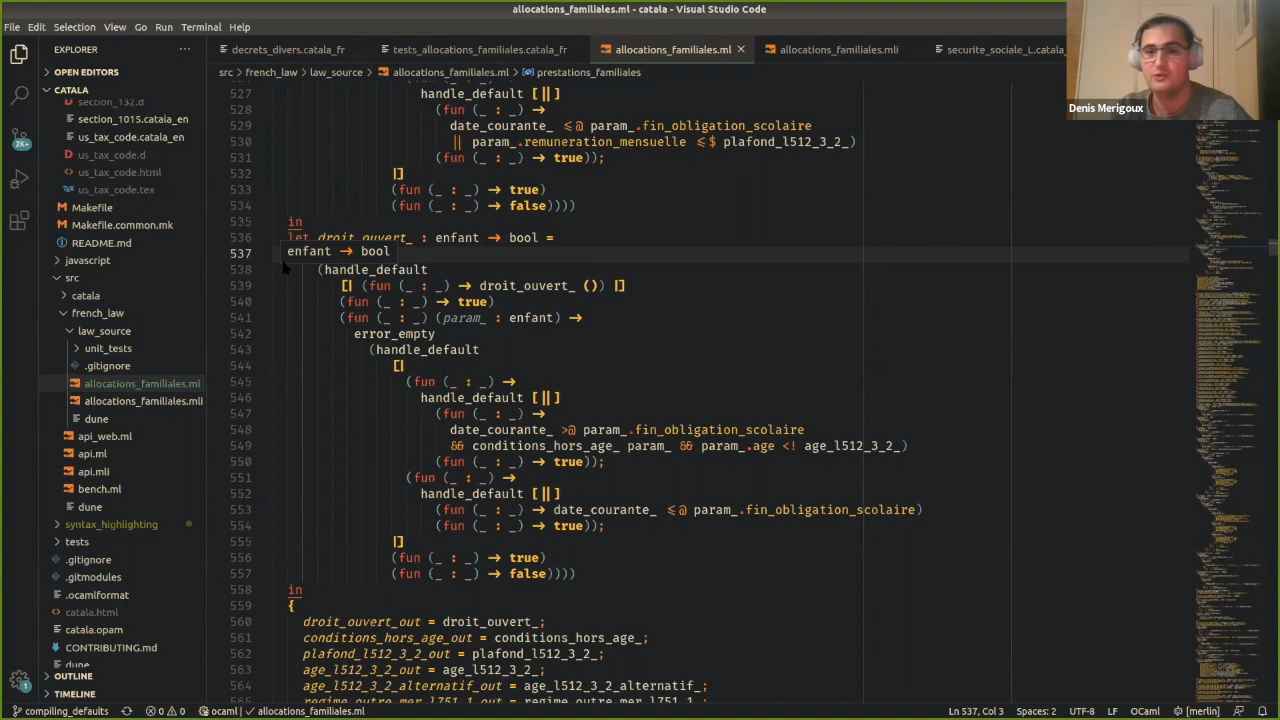 allocations_familiales.ml - catala - Visual Studio Code
File Edit Selection View Go Run Terminal Help
EXPLORER
decrets_divers.catala_fr tests_allocations_familiales.catala_fr allocations_familiales.ml allocations_familiales.mli securite_sociale_L.catala_
Denis Merigoux
src > french_law > law_source > allocations_familiales.ml > prestations_familiales
OPEN EDITORS
CATALA
section_132.d
section_1015.catala_en
us_tax_code.catala_en
us_tax_code.d
us_tax_code.html
us_tax_code.tex
Makefile
Makefile.common.mk
README.md
javascript
src
catala
french_law
law_source
unit_tests
.gitignore
allocations_familiales.ml
allocations_familiales.mli
dune
api_web.ml
api.ml
api.mli
bench.ml
dune
syntax_highlighting
tests
.gitignore
.gitmodules
.ocamlformat
catala.html
catala.opam
CONTRIBUTING.md
dune
OUTLINE
TIMELINE
2K+
1
527 handle_default [||]
528 (fun (_ : _) →
529 date_courante_ ≤@ param_.fin_obligation_scolaire
530 || param_.remuneration_mensuelle ≤$ plafond_l512_3_2_)
531 (fun (_ : _) → true));
532 |]
533 (fun (_ : _) → true)
534 (fun (_ : _) → false))))
535 in
536 let droit_ouvert_ : enfant → bool =
537 enfant → bool
538 (handle_default
539 [| (fun (_ : _) → droit_ouvert_ ()) |]
540 (fun (_ : _) → true)
541 (fun (_ : _) (param_ : enfant) →
542 error_empty
543 (handle_default
544 [|
545 (fun (_ : _) →
546 handle_default [||]
547 (fun (_ : _) →
548 date_courante_ >@ param_.fin_obligation_scolaire
549 && conditions_hors_age_ param_ && param_.age <! age_l512_3_2_)
550 (fun (_ : _) → true));
551 (fun (_ : _) →
552 handle_default [||]
553 (fun (_ : _) → date_courante_ ≤@ param_.fin_obligation_scolaire)
554 (fun (_ : _) → true));
555 |]
556 (fun (_ : _) → true)
557 (fun (_ : _) → false))))
558 in
559 {
560 droit_ouvert_out = droit_ouvert_;
561 conditions_hors_age_out = conditions_hors_age_;
562 plafond_l512_3_2_out = plafond_l512_3_2_;
563 age_l512_3_2_out = age_l512_3_2_;
564
compiling_defaults 0 0 ocaml / allocations_familiales.ml Ln 537, Col 3 Spaces: 2 UTF-8 LF OCaml [merlin]